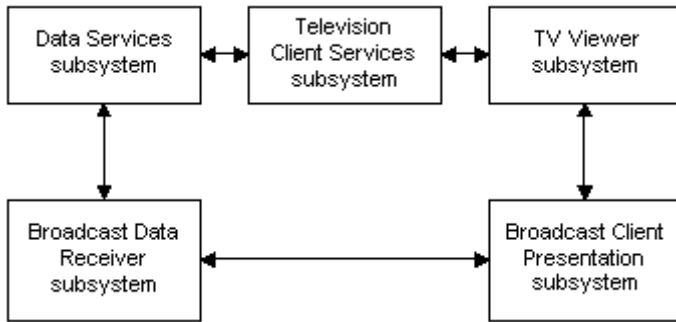 Data Services
subsystem
Television
Client Services
subsystem
TV Viewer
subsystem
Broadcast Data
Receiver
subsystem
Broadcast Client
Presentation
subsystem